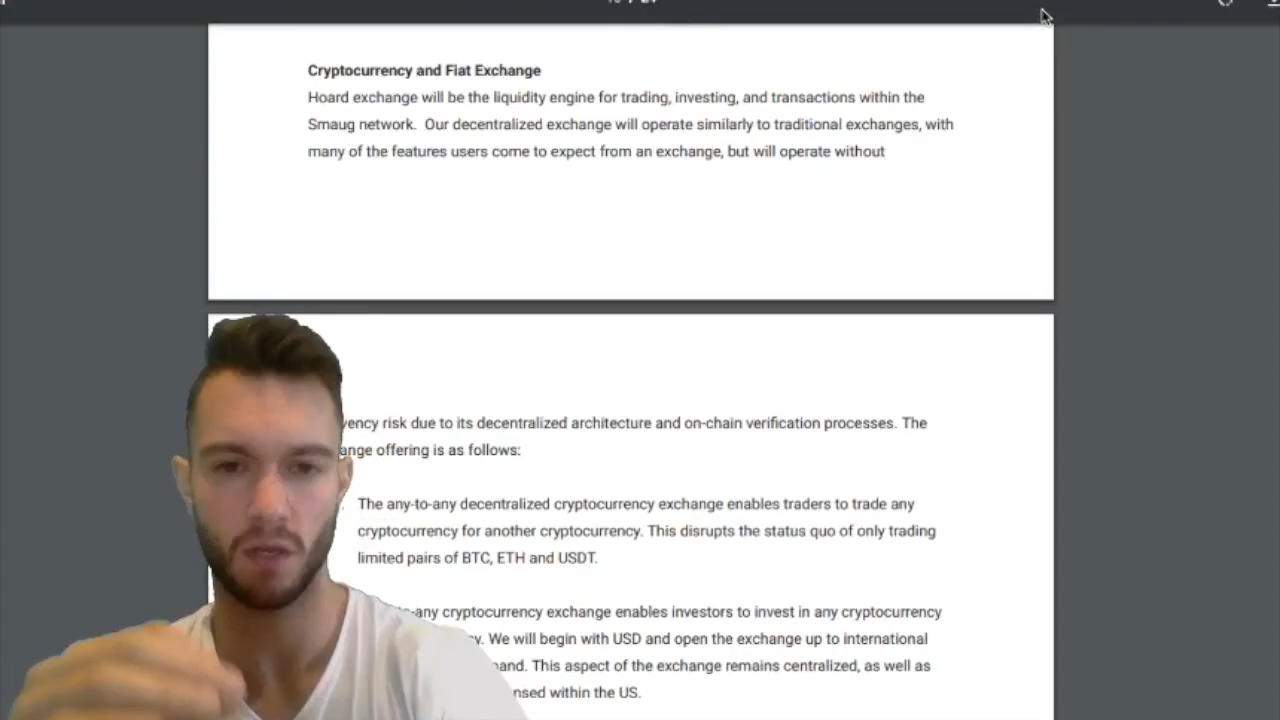 Cryptocurrency and Fiat Exchange
Hoard exchange will be the liquidity engine for trading, investing, and transactions within the
Smaug network. Our decentralized exchange will operate similarly to traditional exchanges, with
many of the features users come to expect from an exchange, but will operate without
risk due to its decentralized architecture and on-chain verification processes. The
offering is as follows:
The any-to-any decentralized cryptocurrency exchange enables traders to trade any
cryptocurrency for another cryptocurrency. This disrupts the status quo of only trading
limited pairs of BTC, ETH and USDT.
-any cryptocurrency exchange enables investors to invest in any cryptocurrency
We will begin with USD and open the exchange up to international
This aspect of the exchange remains centralized, as well as
within the US.